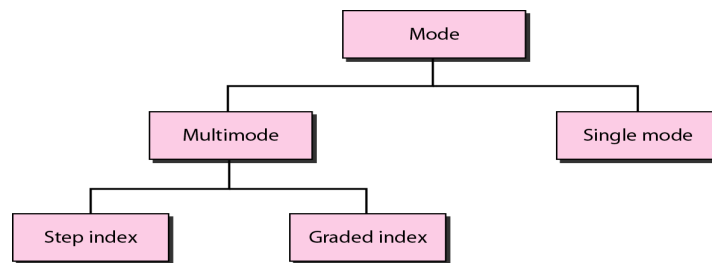 Mode
Multimode
Single mode
Step index
Graded index